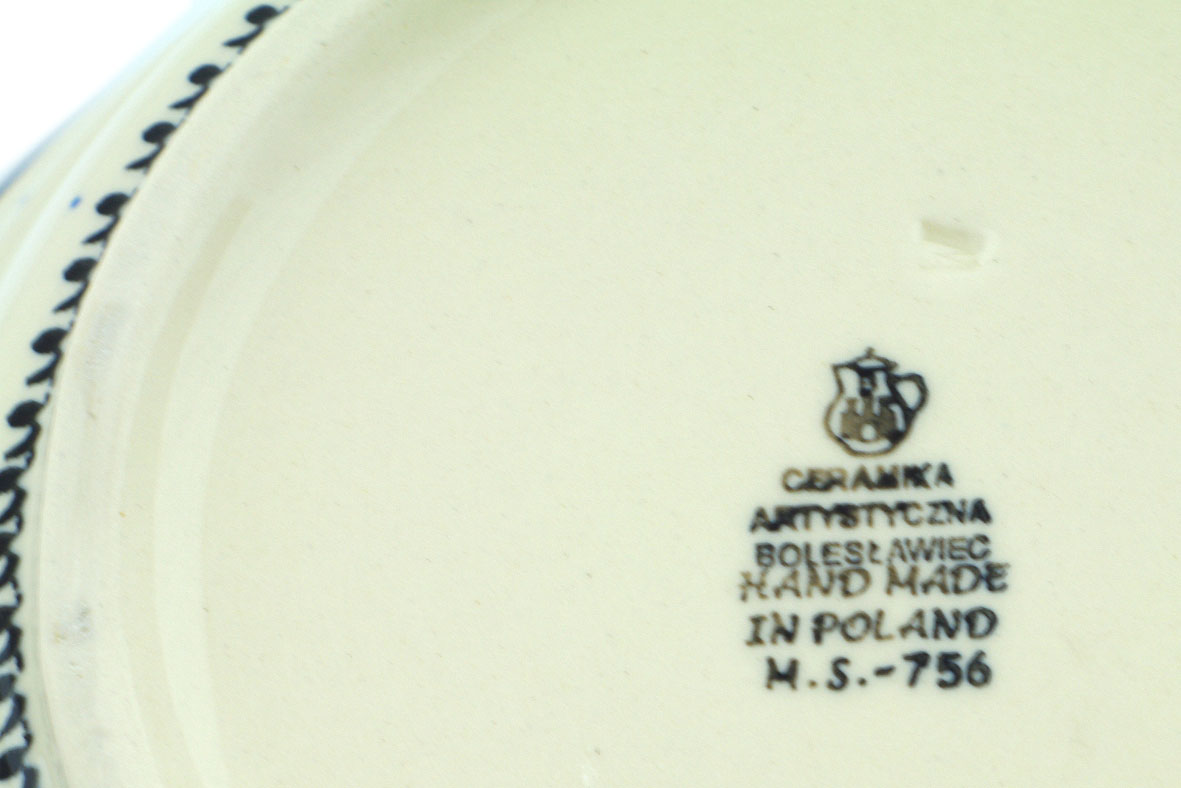 CERAMIKA
ARTYSTYCZNA
BOLESŁAWIEC
HAND MADE
IN POLAND
M.S.-756